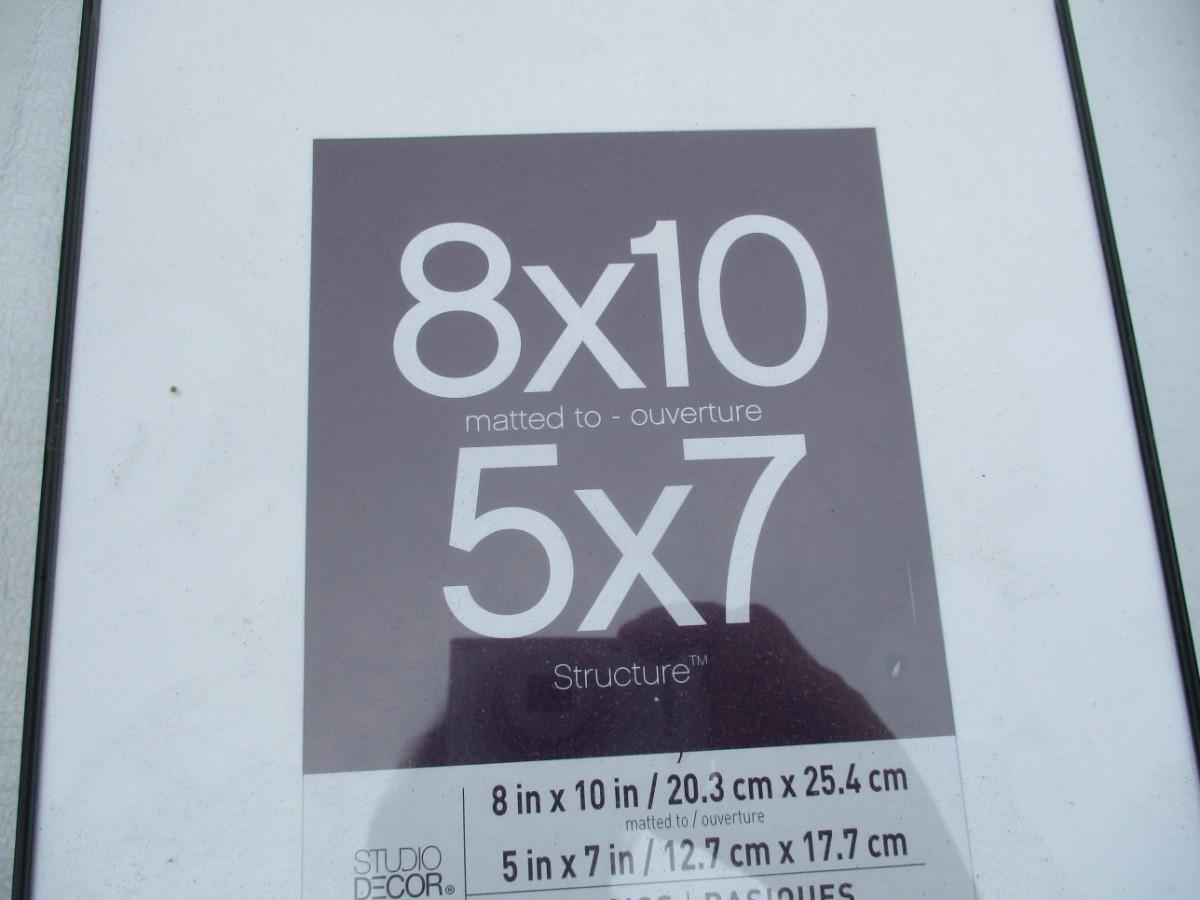 8x10
matted to - ouverture
5x7
Structure™
8 in x 10 in / 20.3 cm x 25.4 cm
matted to / ouverture
5 in x 7 in / 12.7 cm x 17.7 cm
STUDIO
DECOR®
BASIQUES